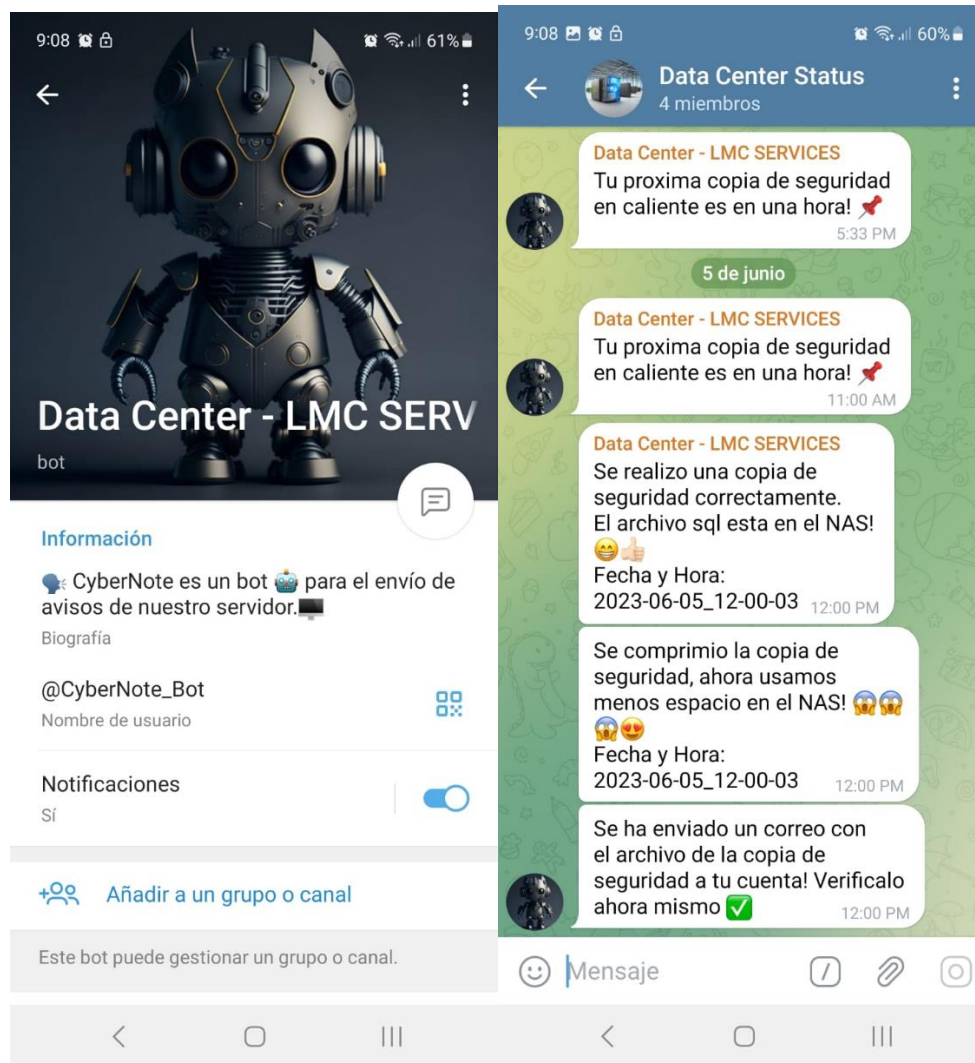 9:08
61%
Data Center - LMC SERV
bot
Información
CyberNote es un bot 🤖 para el envío de
avisos de nuestro servidor.🖥️
Biografía
@CyberNote_Bot
Nombre de usuario
Notificaciones
Sí
Añadir a un grupo o canal
Este bot puede gestionar un grupo o canal.
9:08
60%
Data Center Status
4 miembros
Data Center - LMC SERVICES
Tu proxima copia de seguridad
en caliente es en una hora! 📌
5:33 PM
5 de junio
Data Center - LMC SERVICES
Tu proxima copia de seguridad
en caliente es en una hora! 📌
11:00 AM
Data Center - LMC SERVICES
Se realizo una copia de
seguridad correctamente.
El archivo sql esta en el NAS!
😁👍🏻
Fecha y Hora:
2023-06-05_12-00-03
12:00 PM
Se comprimio la copia de
seguridad, ahora usamos
menos espacio en el NAS! 😱😱
😱😍
Fecha y Hora:
2023-06-05_12-00-03
12:00 PM
Se ha enviado un correo con
el archivo de la copia de
seguridad a tu cuenta! Verificalo
ahora mismo ✅
12:00 PM
Mensaje